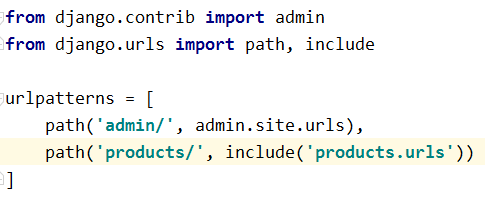 from django.contrib import admin
from django.urls import path, include

urlpatterns = [
    path('admin/', admin.site.urls),
    path('products/', include('products.urls'))
]